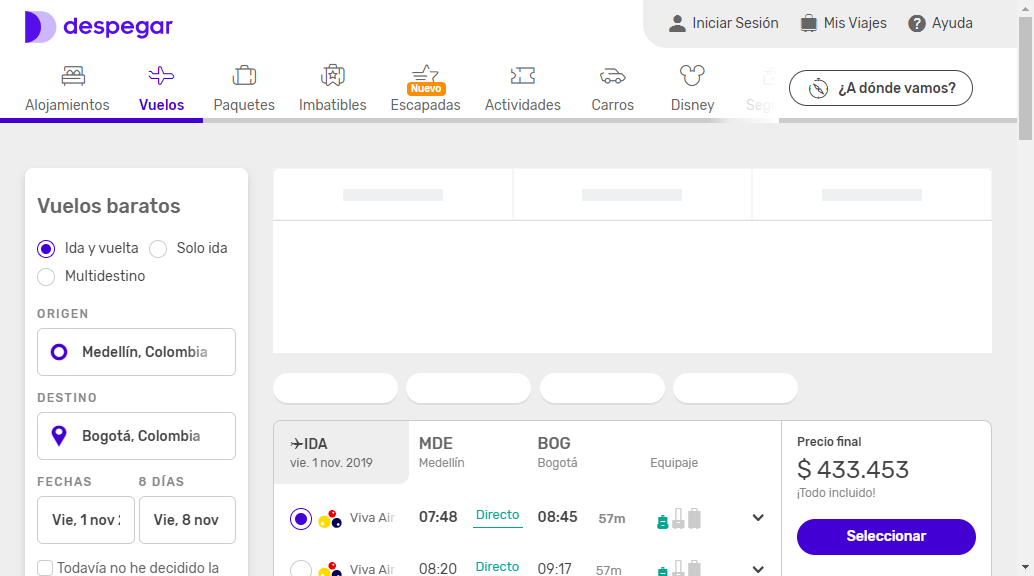 despegar
Iniciar Sesión
Mis Viajes
Ayuda
Alojamientos
Vuelos
Paquetes
Imbatibles
Nuevo
Escapadas
Actividades
Carros
Disney
¿A dónde vamos?
Vuelos baratos
Ida y vuelta
Solo ida
Multidestino
ORIGEN
Medellín, Colombia
DESTINO
Bogotá, Colombia
FECHAS
8 DÍAS
Vie, 1 nov
Vie, 8 nov
Todavía no he decidido la
IDA
vie. 1 nov. 2019
MDE
Medellín
BOG
Bogotá
Equipaje
Viva Air
07:48
Directo
08:45
57m
Viva Air
08:20
Directo
09:17
57m
Precio final
$ 433.453
¡Todo incluido!
Seleccionar